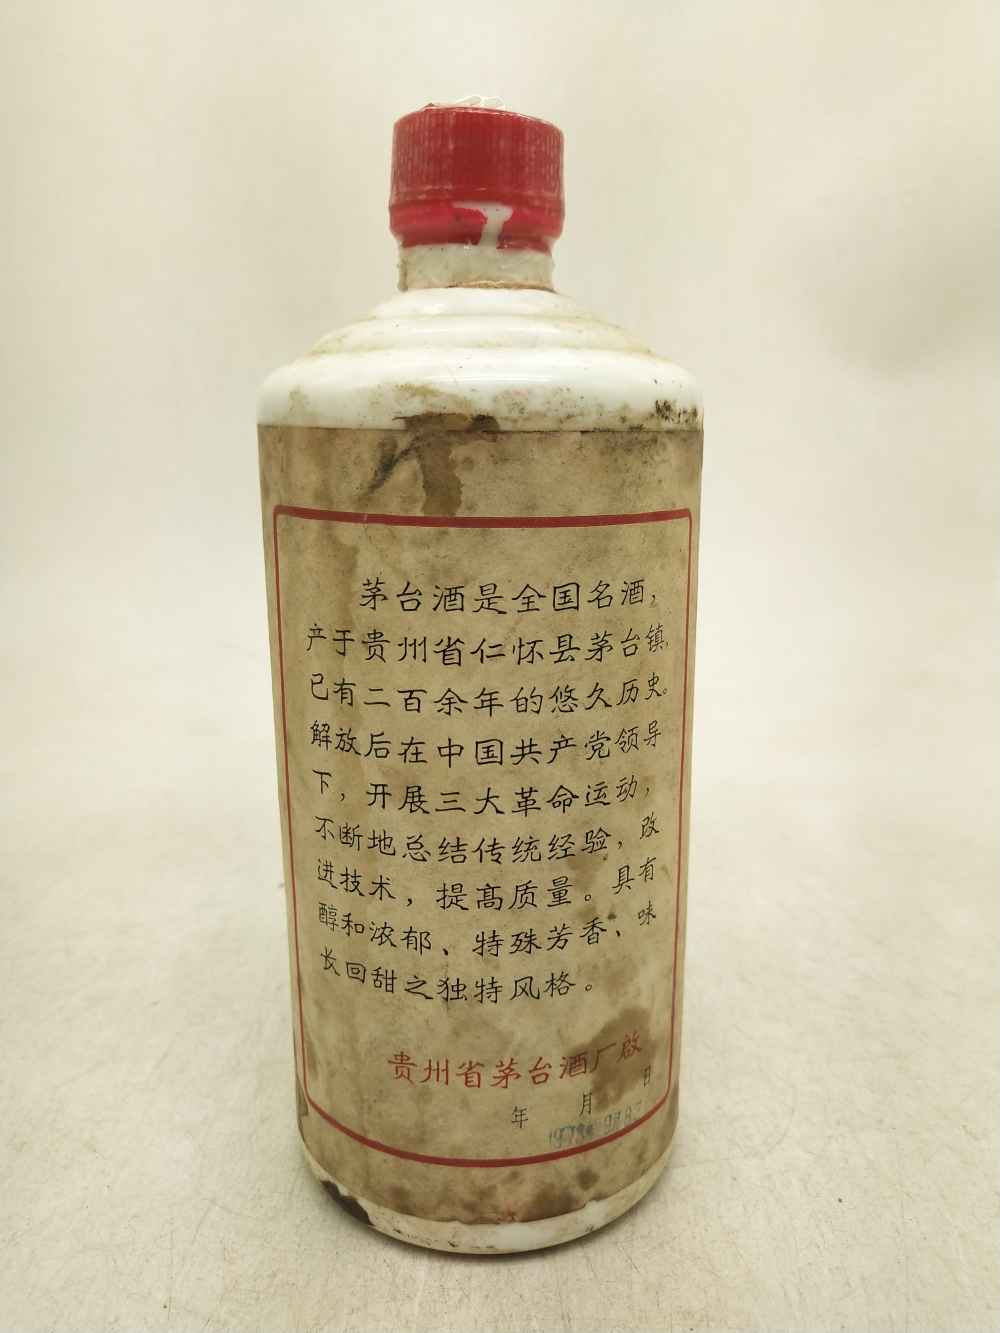 茅台酒是全国名酒，
产于贵州省仁怀县茅台镇，
已有二百余年的悠久历史。
解放后在中国共产党领导
下，开展三大革命运动，
不断地总结传统经验，改
进技术，提高质量。具有
醇和浓郁、特殊芳香、味
长回甜之独特风格。
贵州省茅台酒厂啟
年 月 日